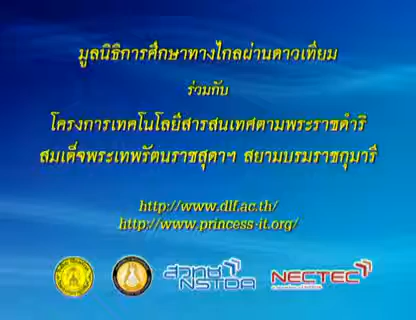 มูลนิธิการศึกษาทางไกลผ่านดาวเทียม
ร่วมกับ
โครงการเทคโนโลยีสารสนเทศตามพระราชดำริ
สมเด็จพระเทพรัตนราชสุดาฯ สยามบรมราชกุมารี
http://www.dlf.ac.th/
http://www.princess-it.org/
สวทช
NSTDA
NECTEC